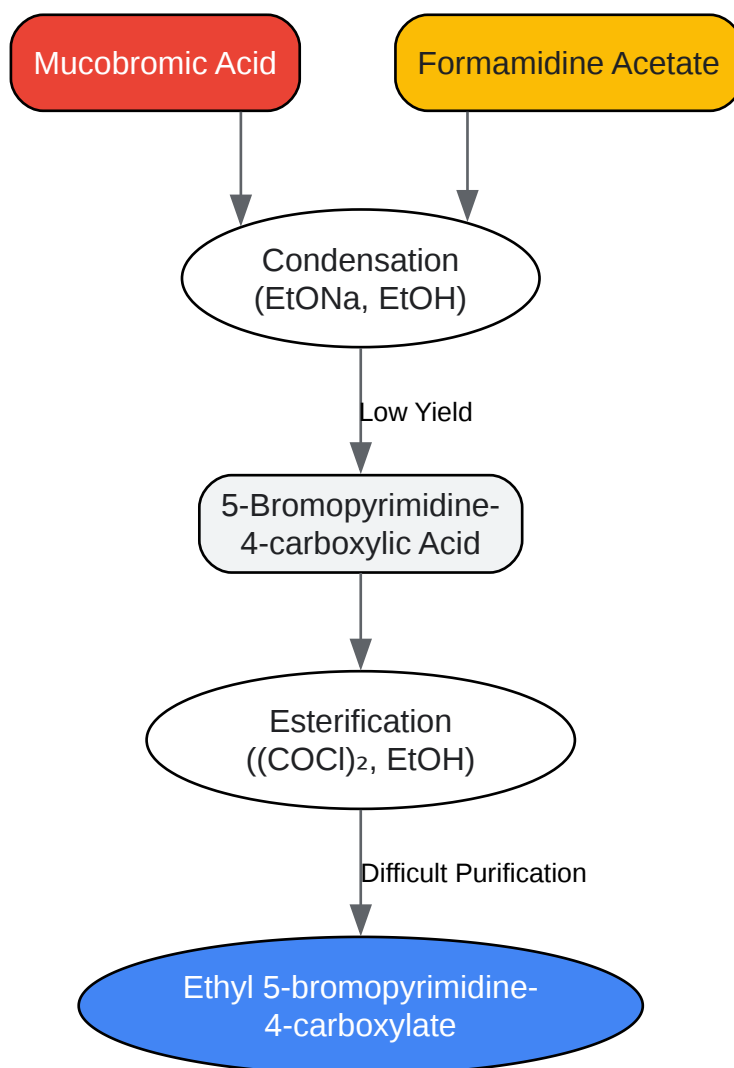 Mucobromic Acid
Formamidine Acetate
Condensation
(EtONa, EtOH)
Low Yield
5-Bromopyrimidine-
4-carboxylic Acid
Esterification
((COCl)₂, EtOH)
Difficult Purification
Ethyl 5-bromopyrimidine-
4-carboxylate